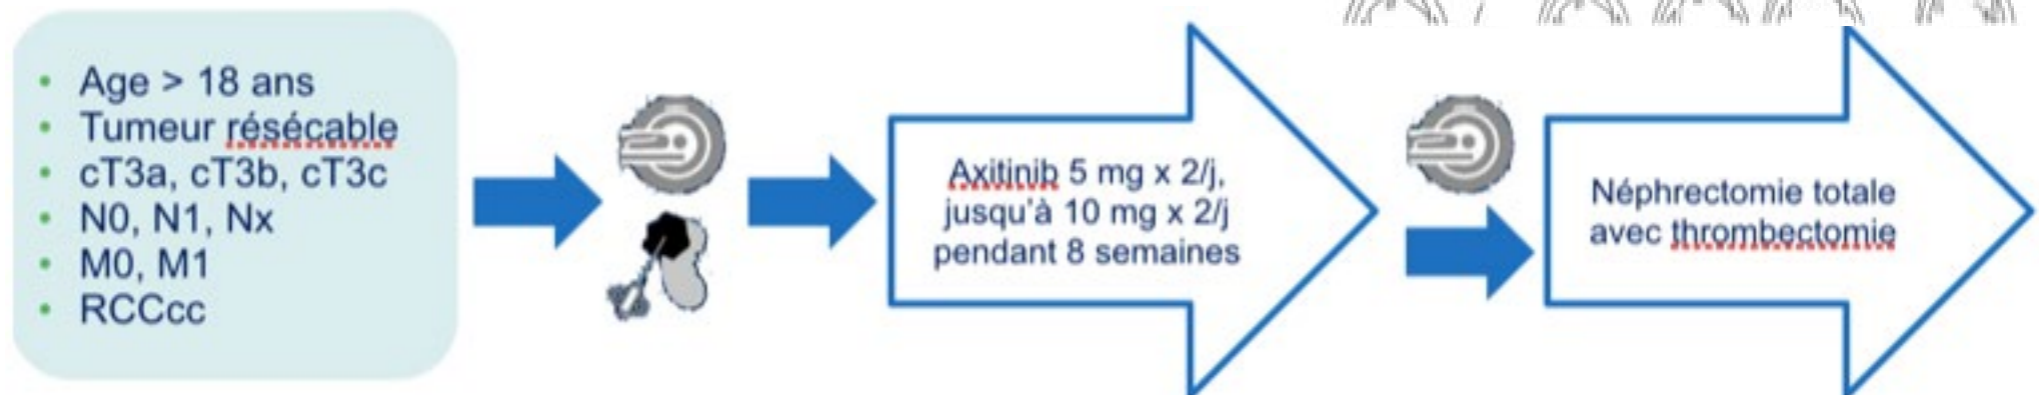 • Age > 18 ans
• Tumeur résécable
• cT3a, cT3b, cT3c
• N0, N1, Nx
• M0, M1
• RCCcc
Axitinib 5 mg x 2/j,
jusqu'à 10 mg x 2/j
pendant 8 semaines
Néphrectomie totale
avec thrombectomie